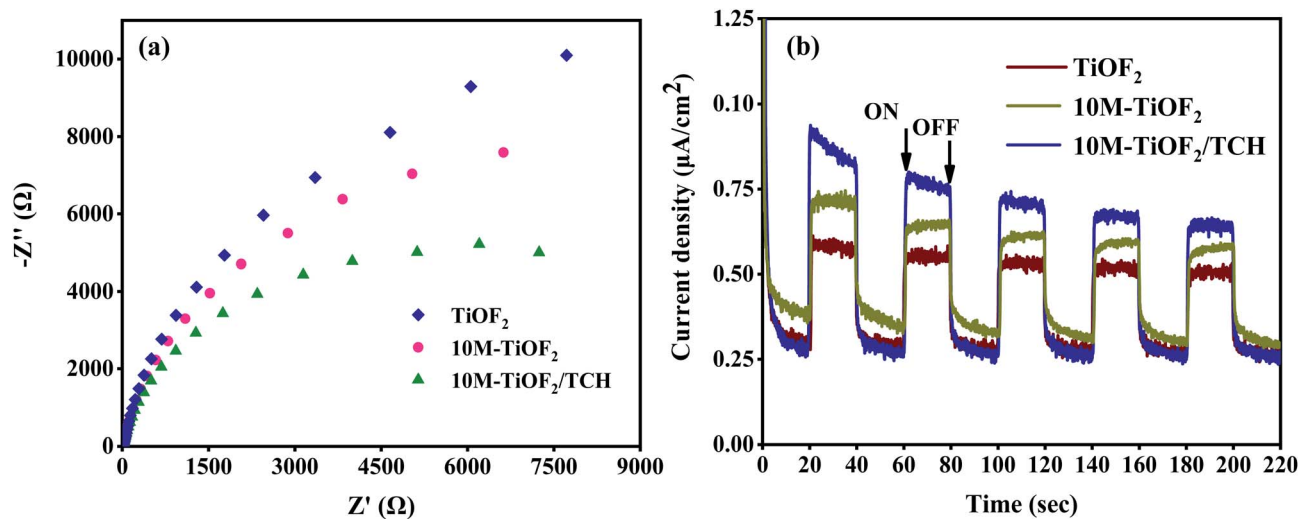 (a)
10000
8000
6000
4000
2000
0
-Z'' (Ω)
0 1500 3000 4500 6000 7500 9000
Z' (Ω)
TiOF₂
10M-TiOF₂
10M-TiOF₂/TCH
(b)
1.25
1.00
0.75
0.50
0.25
0.00
Current density (μA/cm²)
0 20 40 60 80 100 120 140 160 180 200 220
Time (sec)
TiOF₂
10M-TiOF₂
10M-TiOF₂/TCH
ON
OFF